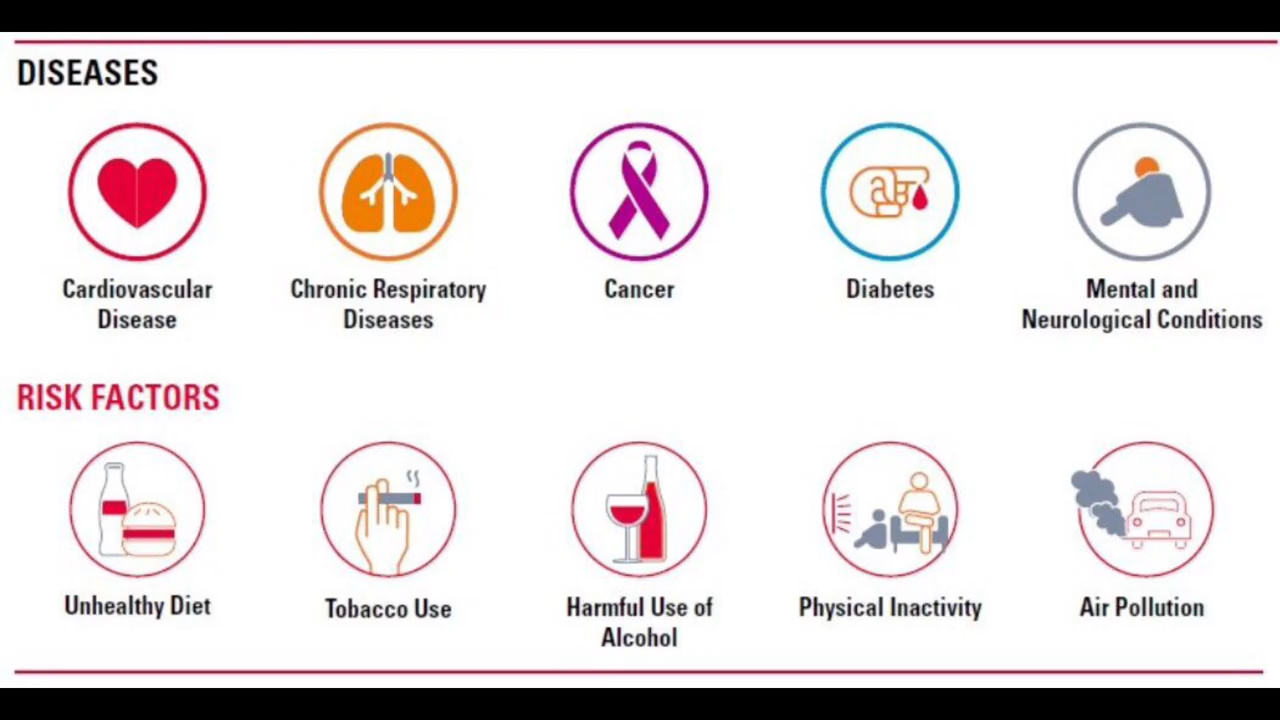 DISEASES
Cardiovascular
Disease
Chronic Respiratory
Diseases
Cancer
Diabetes
Mental and
Neurological Conditions
RISK FACTORS
Unhealthy Diet
Tobacco Use
Harmful Use of
Alcohol
Physical Inactivity
Air Pollution